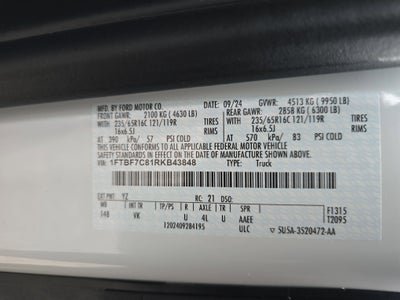 MFD. BY FORD MOTOR CO.
09/24 GVWR: 4513 KG ( 9950 LB)
FRONT GAWR: 2100 KG ( 4630 LB) REAR GAWR: 2858 KG ( 6300 LB)
WITH 235/65R16C 121/119R TIRES WITH 235/65R16C 121/119R TIRES
16x6.5J RIMS 16x6.5J RIMS
AT 390 kPa/ 57 PSI COLD AT 570 kPa/ 83 PSI COLD
THIS VEHICLE CONFORMS TO ALL APPLICABLE FEDERAL MOTOR VEHICLE
SAFETY STANDARDS IN EFFECT ON THE DATE OF MANUFACTURE SHOWN ABOVE.
VIN: 1FTBF7C81RKB43848 TYPE: Truck
EXT PNT: YZ RC: 21 DSO:
WB INT TR TP/PS R AXLE TR SPR F1315
148 VK U 4L U AAEE T2095
1202409284195 ULC
▽ SU5A-3520472-AA